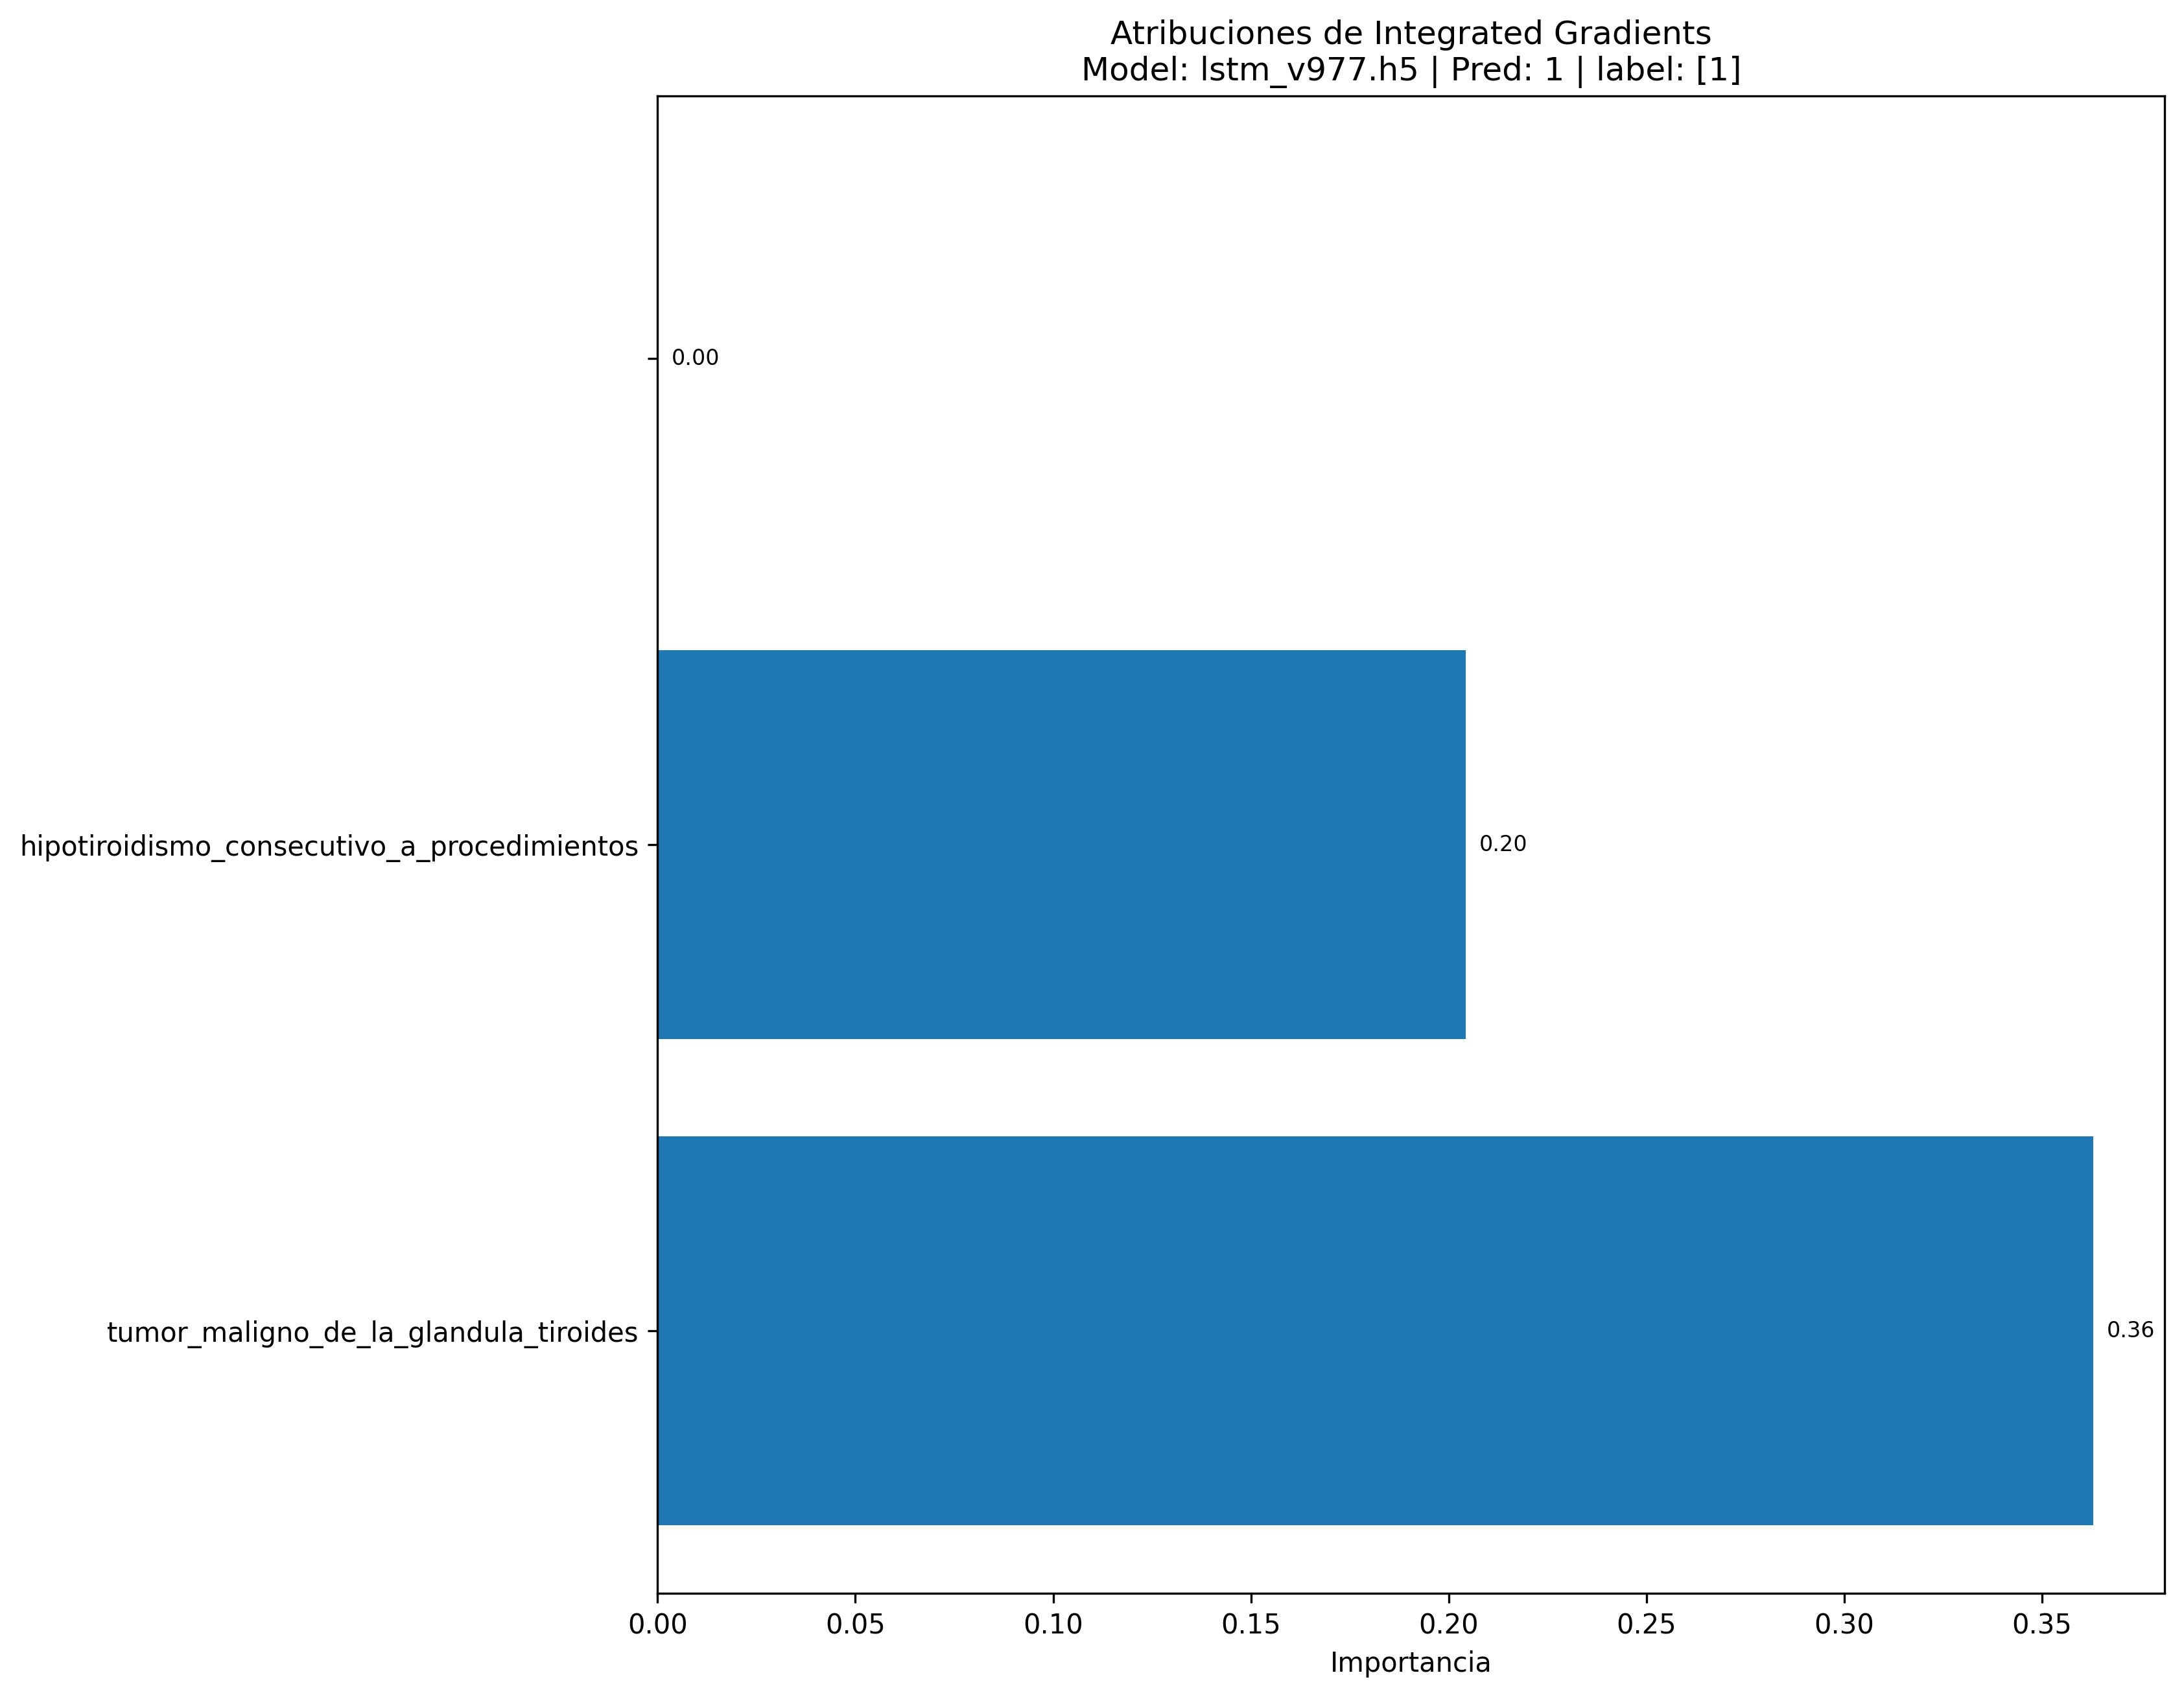 Atribuciones de Integrated Gradients
Model: lstm_v977.h5 | Pred: 1 | label: [1]
0.00
hipotiroidismo_consecutivo_a_procedimientos
0.20
tumor_maligno_de_la_glandula_tiroides
0.36
0.00 0.05 0.10 0.15 0.20 0.25 0.30 0.35
Importancia